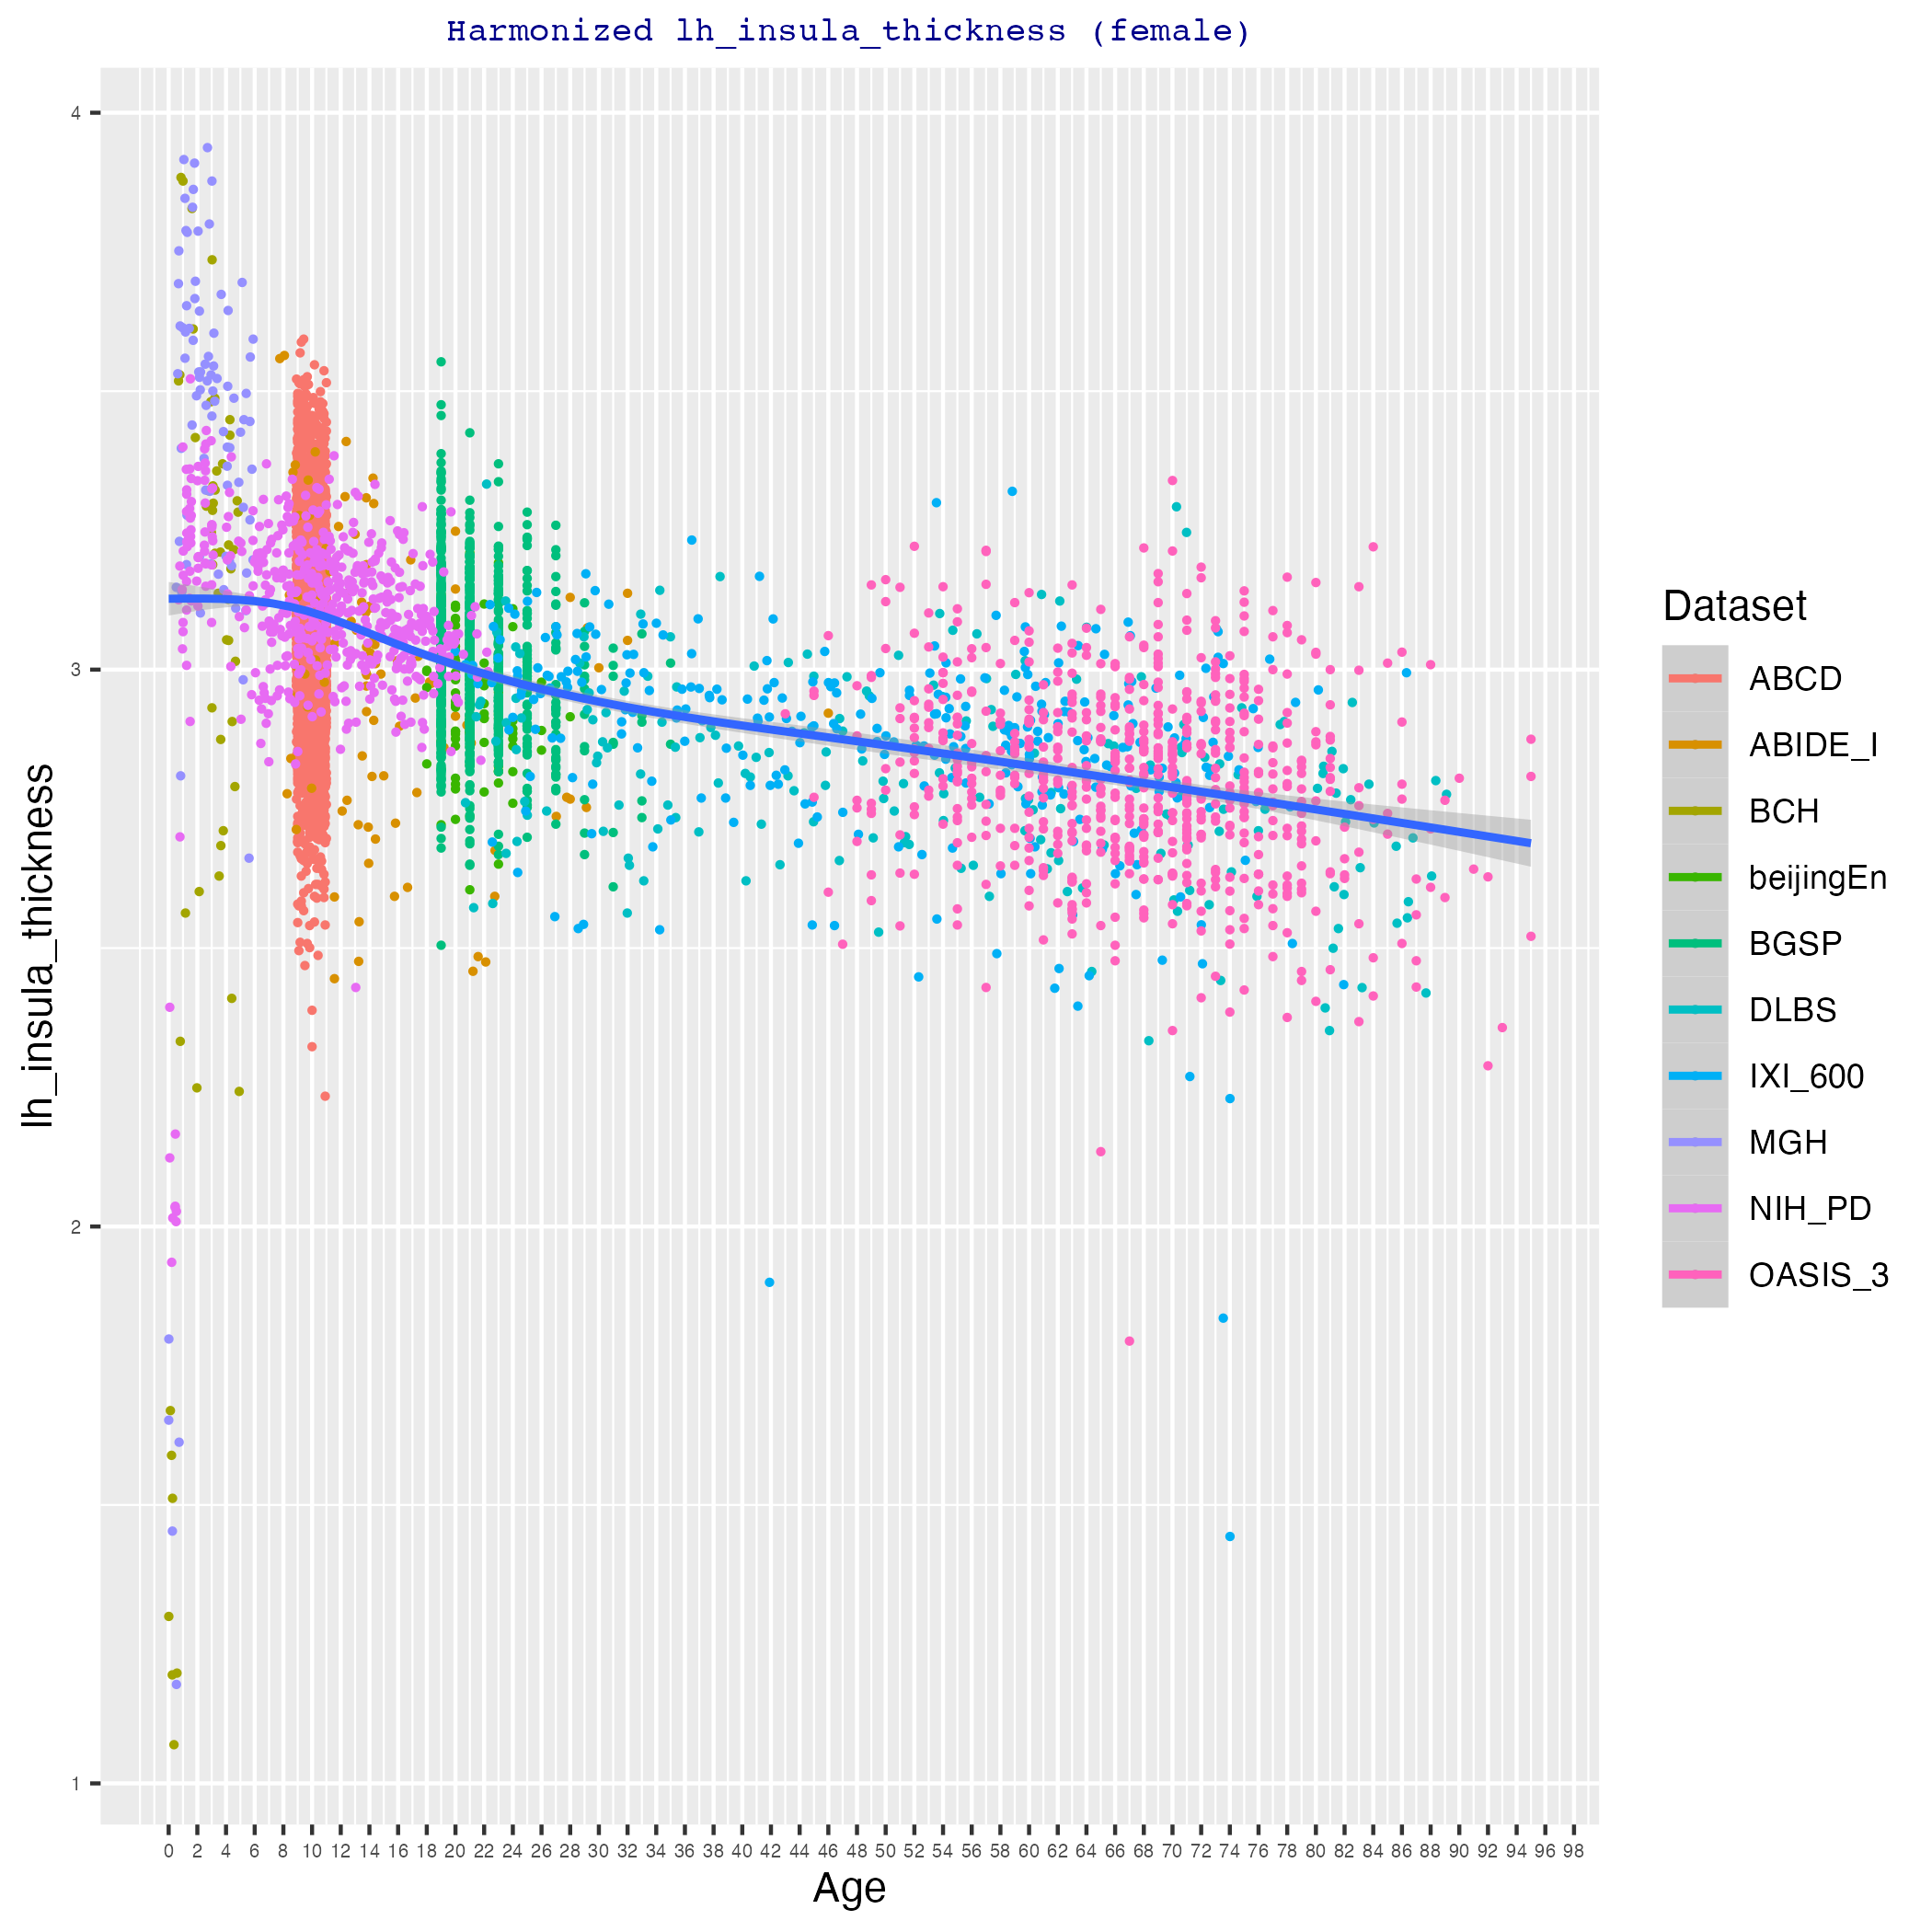 Harmonized lh_insula_thickness (female)
lh_insula_thickness
4
3
2
1
0 2 4 6 8 10 12 14 16 18 20 22 24 26 28 30 32 34 36 38 40 42 44 46 48 50 52 54 56 58 60 62 64 66 68 70 72 74 76 78 80 82 84 86 88 90 92 94 96 98
Age
Dataset
ABCD
ABIDE_I
BCH
beijingEn
BGSP
DLBS
IXI_600
MGH
NIH_PD
OASIS_3